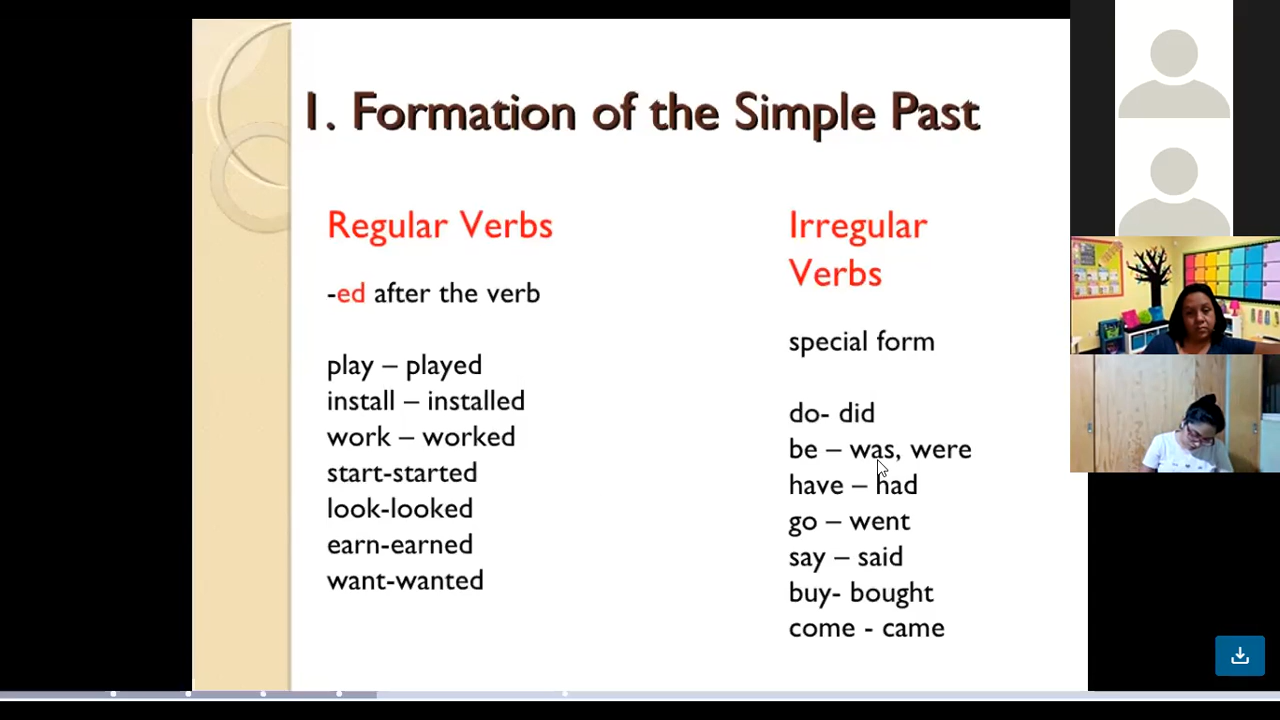 1. Formation of the Simple Past
Regular Verbs
-ed after the verb
play – played
install – installed
work – worked
start-started
look-looked
earn-earned
want-wanted
Irregular
Verbs
special form
do- did
be – was, were
have – had
go – went
say – said
buy- bought
come - came